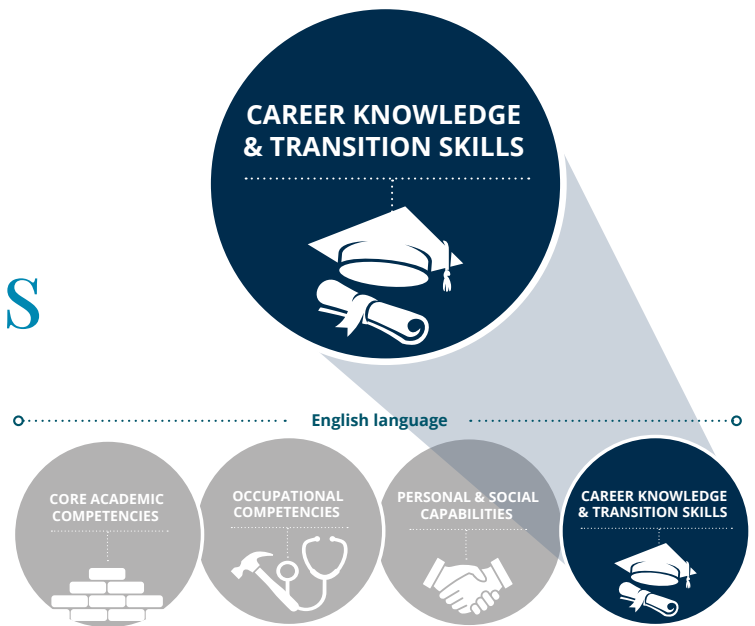 CAREER KNOWLEDGE
& TRANSITION SKILLS
s
English language
CORE ACADEMIC
COMPETENCIES
OCCUPATIONAL
COMPETENCIES
PERSONAL & SOCIAL
CAPABILITIES
CAREER KNOWLEDGE
& TRANSITION SKILLS